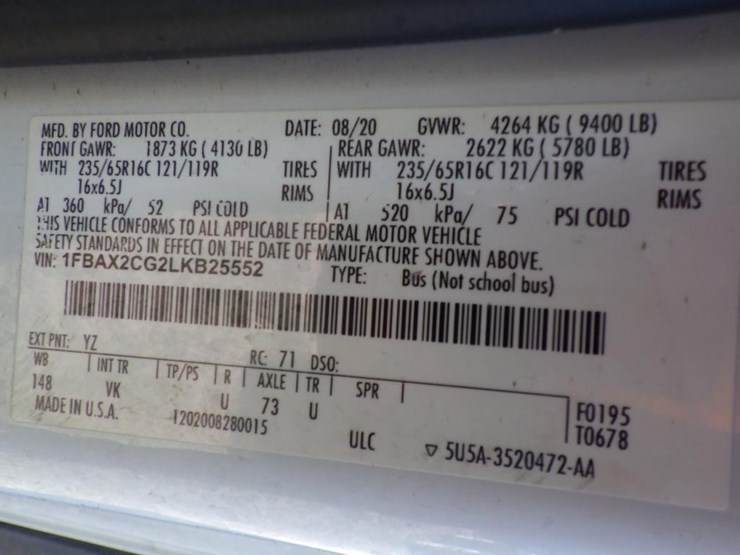 MFD. BY FORD MOTOR CO. DATE: 08/20 GVWR: 4264 KG ( 9400 LB)
FRONT GAWR: 1873 KG ( 4130 LB) REAR GAWR: 2622 KG ( 5780 LB)
WITH 235/65R16C 121/119R TIRES WITH 235/65R16C 121/119R TIRES
16x6.5J RIMS 16x6.5J RIMS
AT 360 kPa/ 52 PSI COLD AT 520 kPa/ 75 PSI COLD
THIS VEHICLE CONFORMS TO ALL APPLICABLE FEDERAL MOTOR VEHICLE
SAFETY STANDARDS IN EFFECT ON THE DATE OF MANUFACTURE SHOWN ABOVE.
VIN: 1FBAX2CG2LKB25552 TYPE: Bus (Not school bus)
EXT PNT: YZ RC: 71 DSO:
WB INT TR TP/PS R AXLE TR SPR
148 VK U 73 U F0195
MADE IN U.S.A. 1202008280015 T0678
ULC ▽ 5U5A-3520472-AA